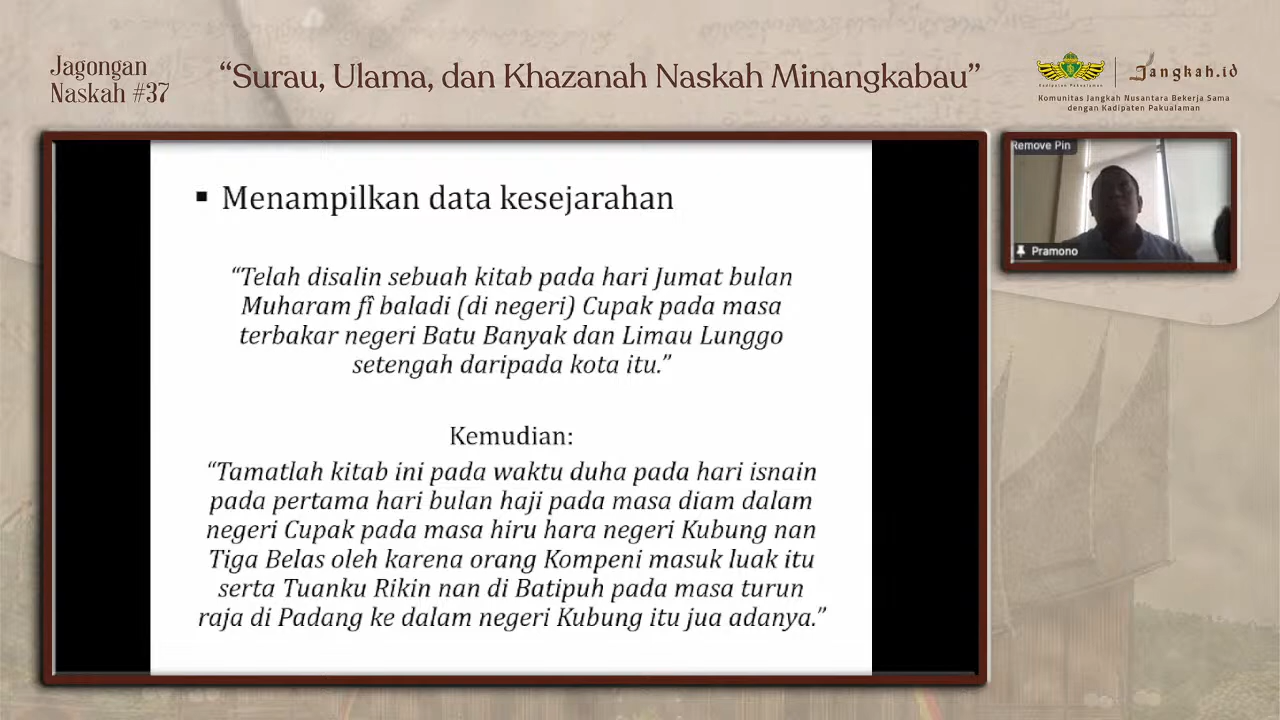 Jagongan
Naskah #37
“Surau, Ulama, dan Khazanah Naskah Minangkabau”
Kadipaten Pakualaman
Jangkah.id
Komunitas Jangkah Nusantara Bekerja Sama
dengan Kadipaten Pakualaman
▪ Menampilkan data kesejarahan
“Telah disalin sebuah kitab pada hari Jumat bulan
Muharam fî baladi (di negeri) Cupak pada masa
terbakar negeri Batu Banyak dan Limau Lunggo
setengah daripada kota itu.”
Kemudian:
“Tamatlah kitab ini pada waktu duha pada hari isnain
pada pertama hari bulan haji pada masa diam dalam
negeri Cupak pada masa hiru hara negeri Kubung nan
Tiga Belas oleh karena orang Kompeni masuk luak itu
serta Tuanku Rikin nan di Batipuh pada masa turun
raja di Padang ke dalam negeri Kubung itu jua adanya.”
Remove Pin
Pramono